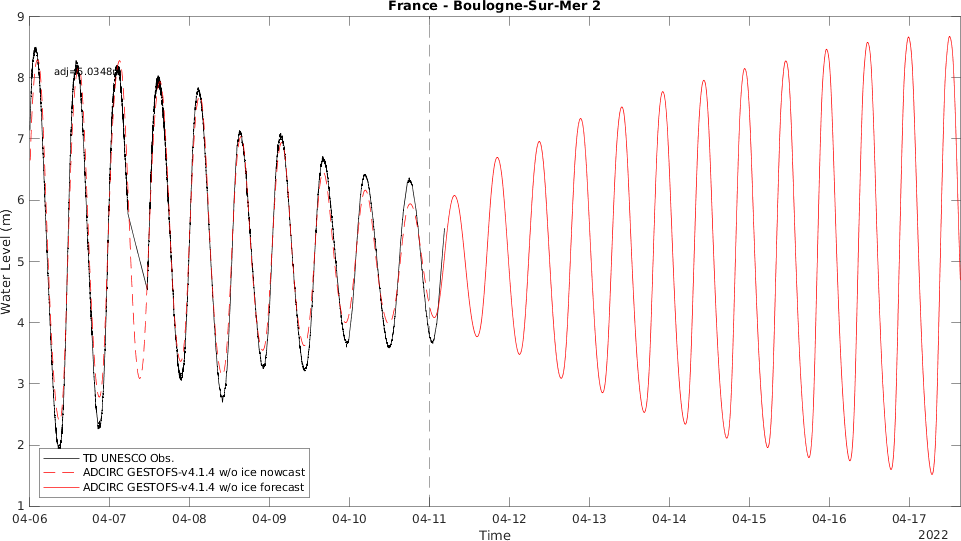 France - Boulogne-Sur-Mer 2
9
8
7
6
5
4
3
2
1
Water Level (m)
adj=5.0348
TD UNESCO Obs.
ADCIRC GESTOFS-v4.1.4 w/o ice nowcast
ADCIRC GESTOFS-v4.1.4 w/o ice forecast
04-06 04-07 04-08 04-09 04-10 04-11 04-12 04-13 04-14 04-15 04-16 04-17
Time
2022